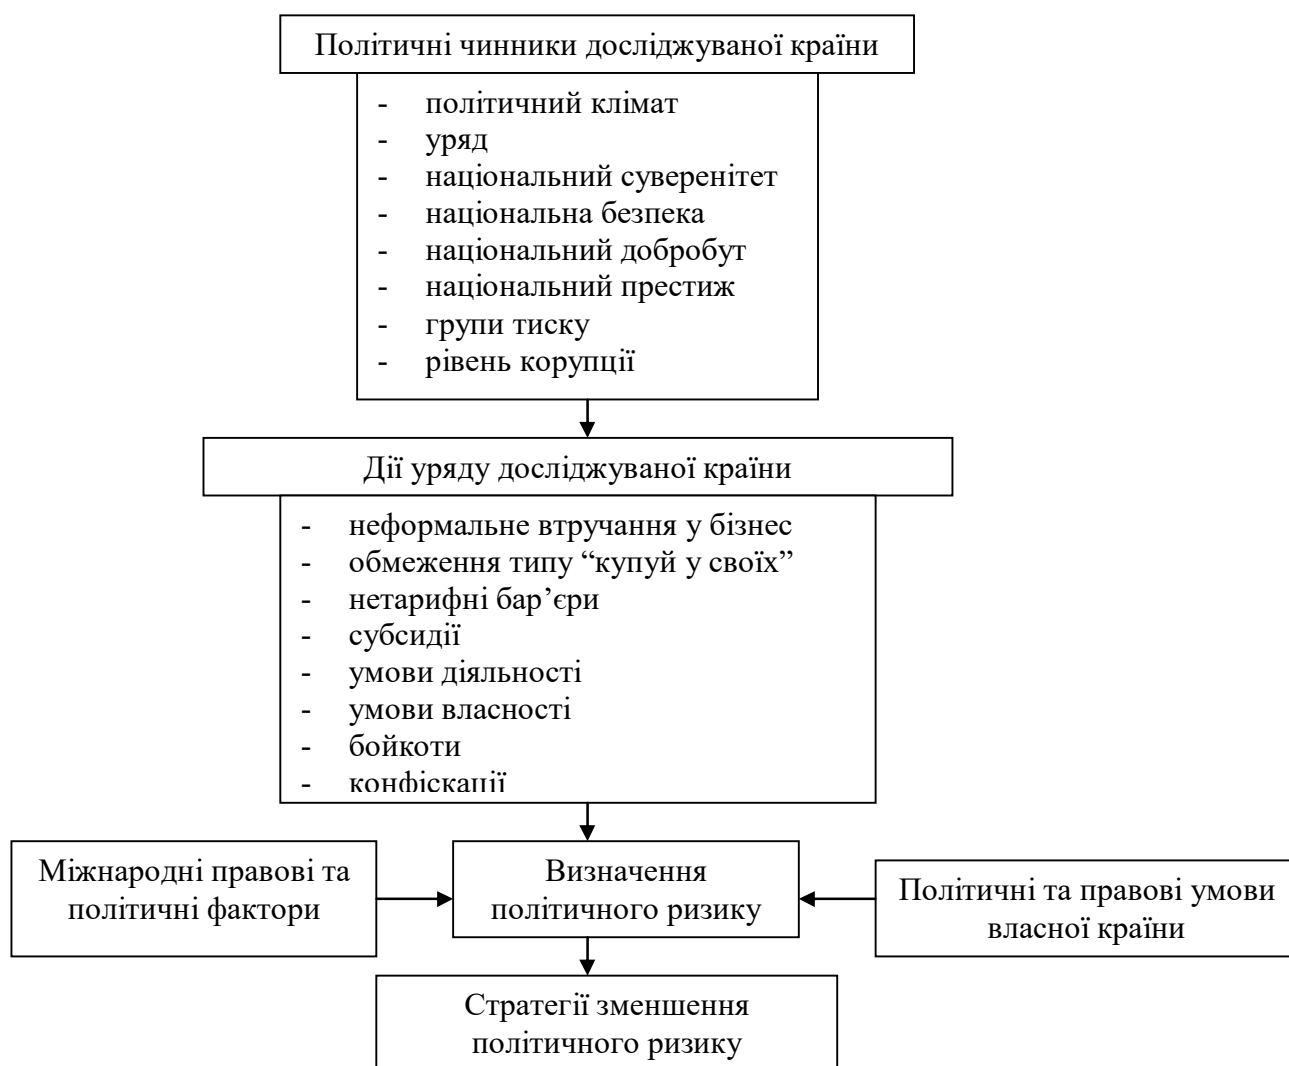 Політичні чинники досліджуваної країни
- політичний клімат
- уряд
- національний суверенітет
- національна безпека
- національний добробут
- національний престиж
- групи тиску
- рівень корупції
Дії уряду досліджуваної країни
- неформальне втручання у бізнес
- обмеження типу “купуй у своїх”
- нетарифні бар’єри
- субсидії
- умови діяльності
- умови власності
- бойкоти
- конфіскації
Міжнародні правові та
політичні фактори
Визначення
політичного ризику
Політичні та правові умови
власної країни
Стратегії зменшення
політичного ризику